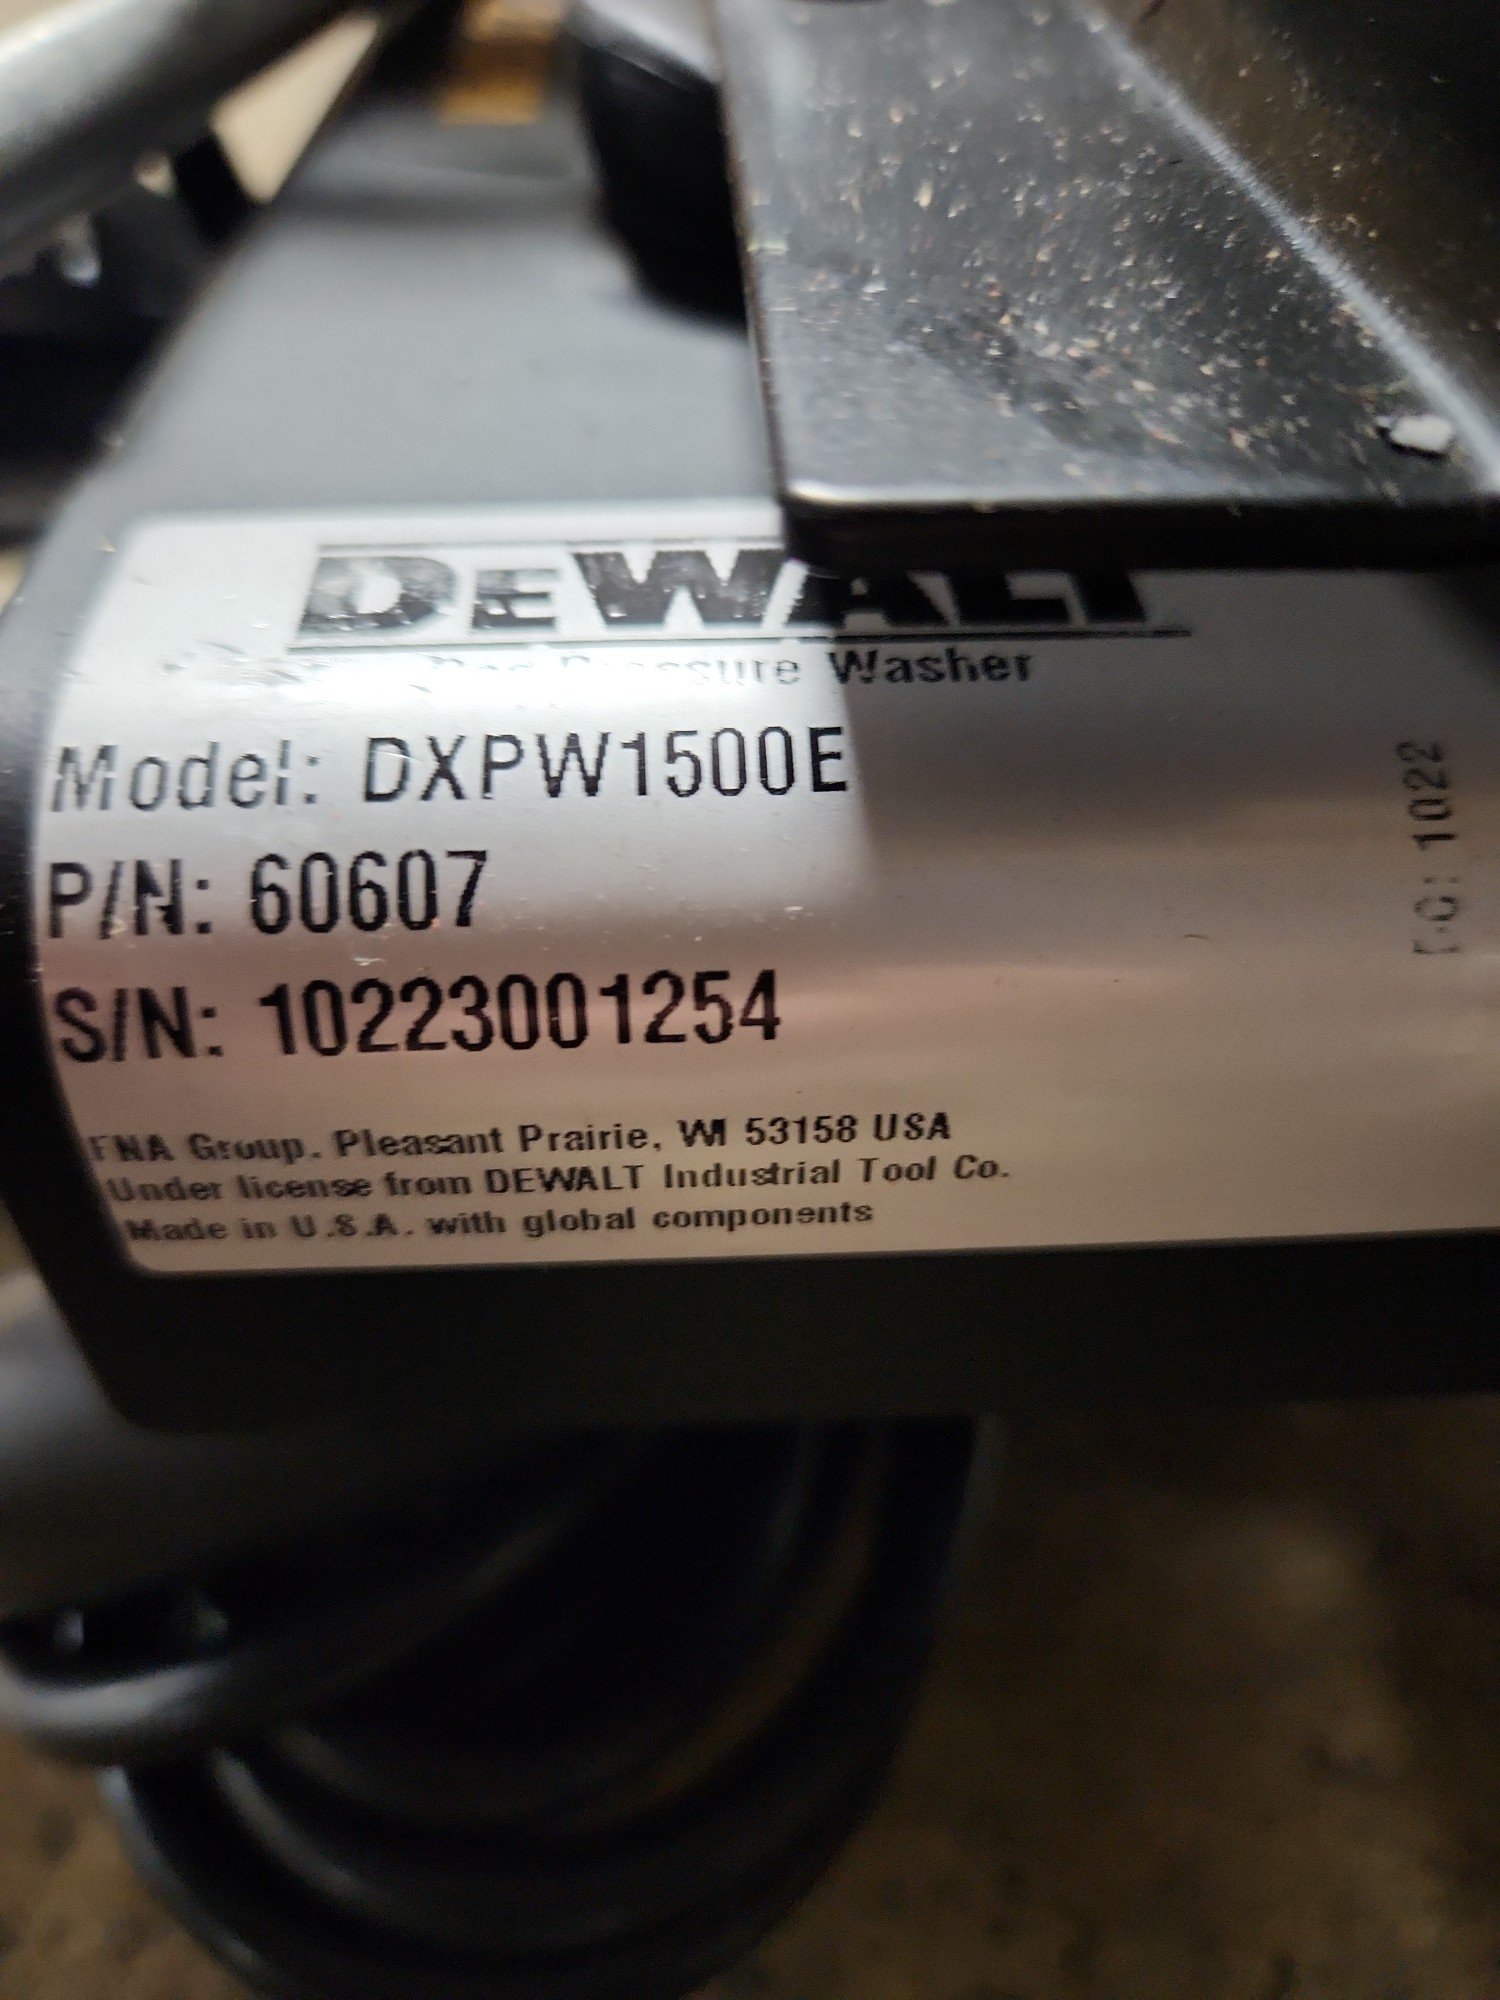 DEWALT
Pressure Washer
Model: DXPW1500E
P/N: 60607
S/N: 10223001254
FNA Group. Pleasant Prairie, WI 53158 USA
Under license from DEWALT Industrial Tool Co.
Made in U.S.A. with global components
1022